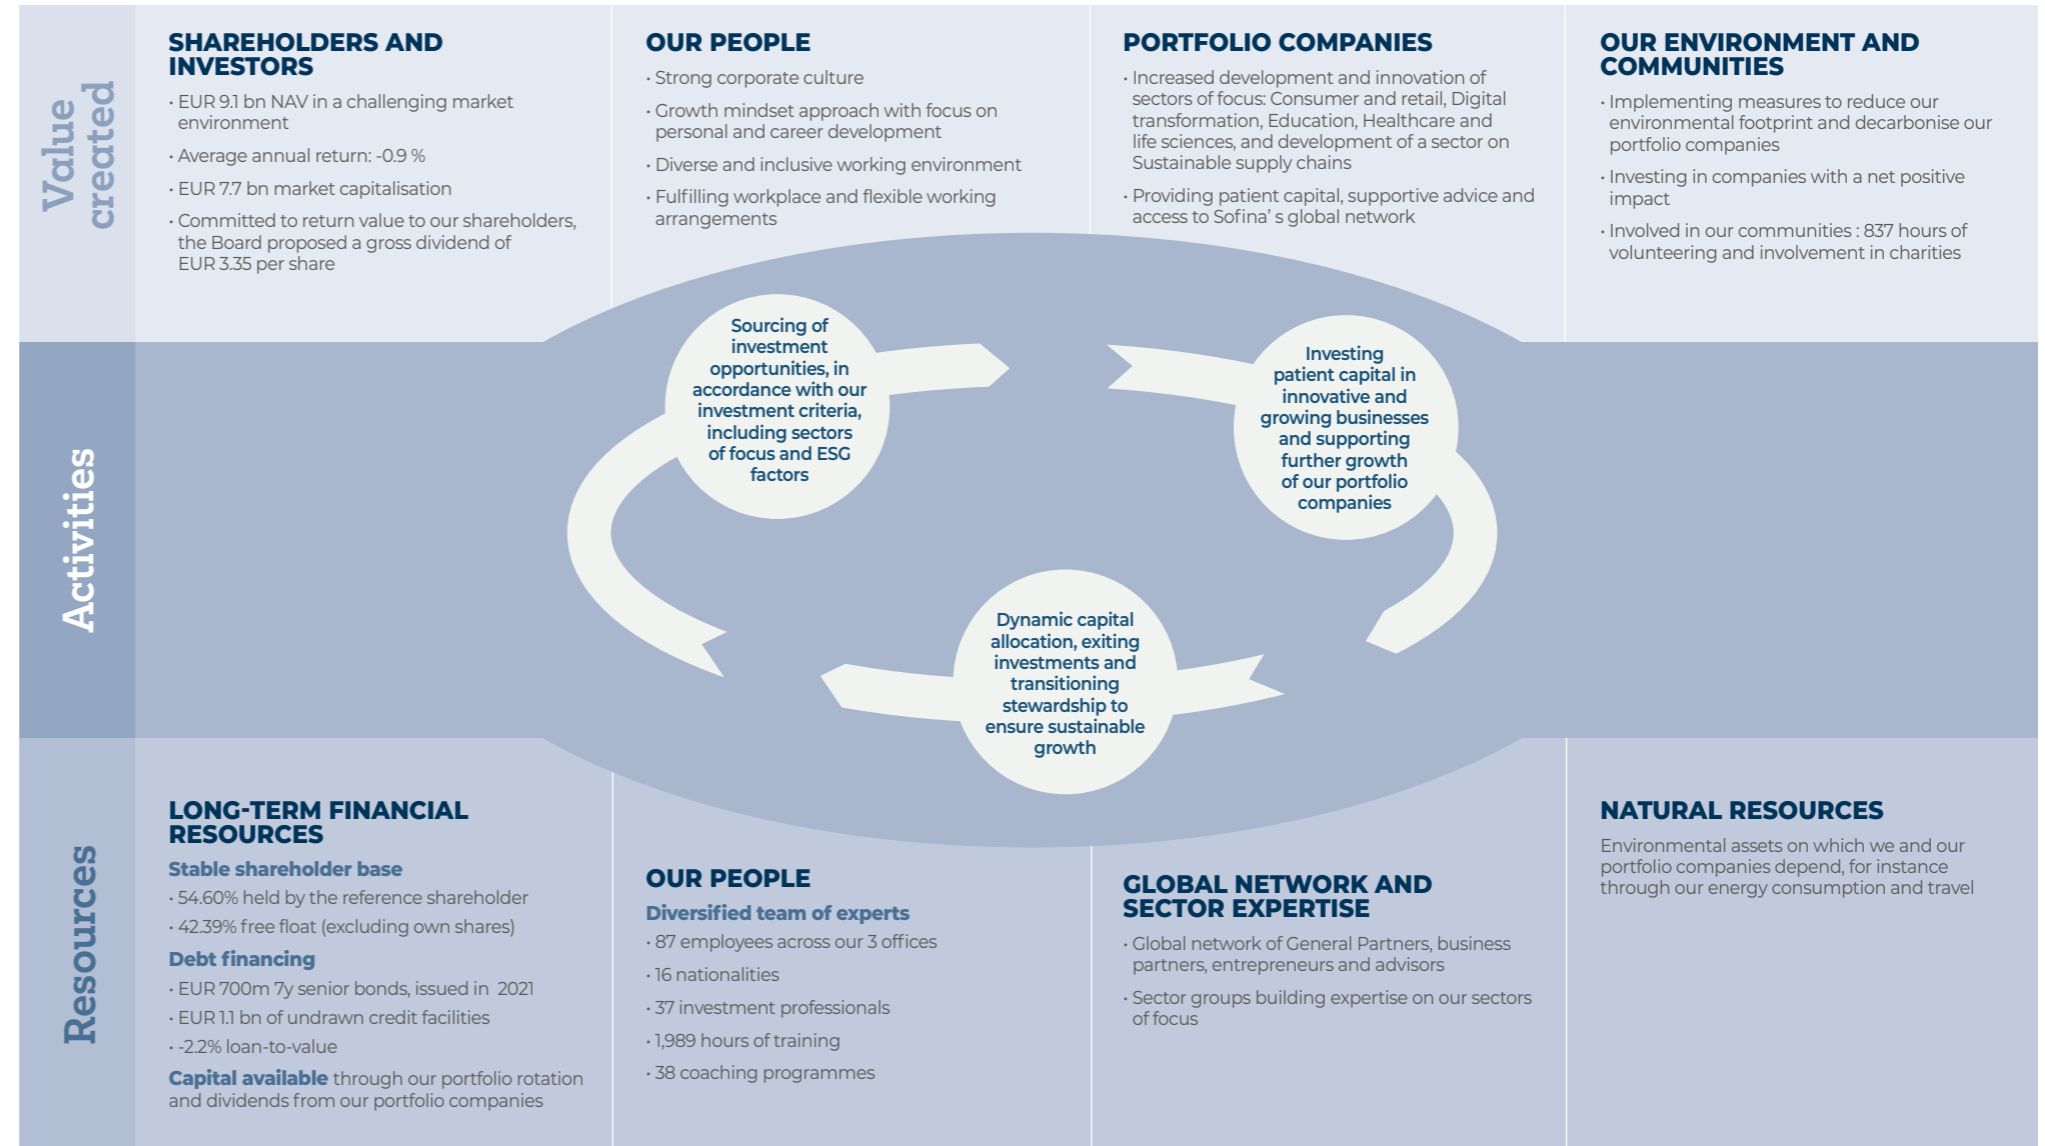 Value
created
SHAREHOLDERS AND
INVESTORS
· EUR 9.1 bn NAV in a challenging market
environment
· Average annual return: -0.9 %
· EUR 7.7 bn market capitalisation
· Committed to return value to our shareholders,
the Board proposed a gross dividend of
EUR 3.35 per share
OUR PEOPLE
· Strong corporate culture
· Growth mindset approach with focus on
personal and career development
· Diverse and inclusive working environment
· Fulfilling workplace and flexible working
arrangements
PORTFOLIO COMPANIES
· Increased development and innovation of
sectors of focus: Consumer and retail, Digital
transformation, Education, Healthcare and
life sciences, and development of a sector on
Sustainable supply chains
· Providing patient capital, supportive advice and
access to Sofina' s global network
OUR ENVIRONMENT AND
COMMUNITIES
· Implementing measures to reduce our
environmental footprint and decarbonise our
portfolio companies
· Investing in companies with a net positive
impact
· Involved in our communities : 837 hours of
volunteering and involvement in charities
Activities
Sourcing of
investment
opportunities, in
accordance with our
investment criteria,
including sectors
of focus and ESG
factors
Investing
patient capital in
innovative and
growing businesses
and supporting
further growth
of our portfolio
companies
Dynamic capital
allocation, exiting
investments and
transitioning
stewardship to
ensure sustainable
growth
Resources
LONG-TERM FINANCIAL
RESOURCES
Stable shareholder base
· 54.60% held by the reference shareholder
· 42.39% free float (excluding own shares)
Debt financing
· EUR 700m 7y senior bonds, issued in 2021
· EUR 1.1 bn of undrawn credit facilities
· -2.2% loan-to-value
Capital available through our portfolio rotation
and dividends from our portfolio companies
OUR PEOPLE
Diversified team of experts
· 87 employees across our 3 offices
· 16 nationalities
· 37 investment professionals
· 1,989 hours of training
· 38 coaching programmes
GLOBAL NETWORK AND
SECTOR EXPERTISE
· Global network of General Partners, business
partners, entrepreneurs and advisors
· Sector groups building expertise on our sectors
of focus
NATURAL RESOURCES
Environmental assets on which we and our
portfolio companies depend, for instance
through our energy consumption and travel